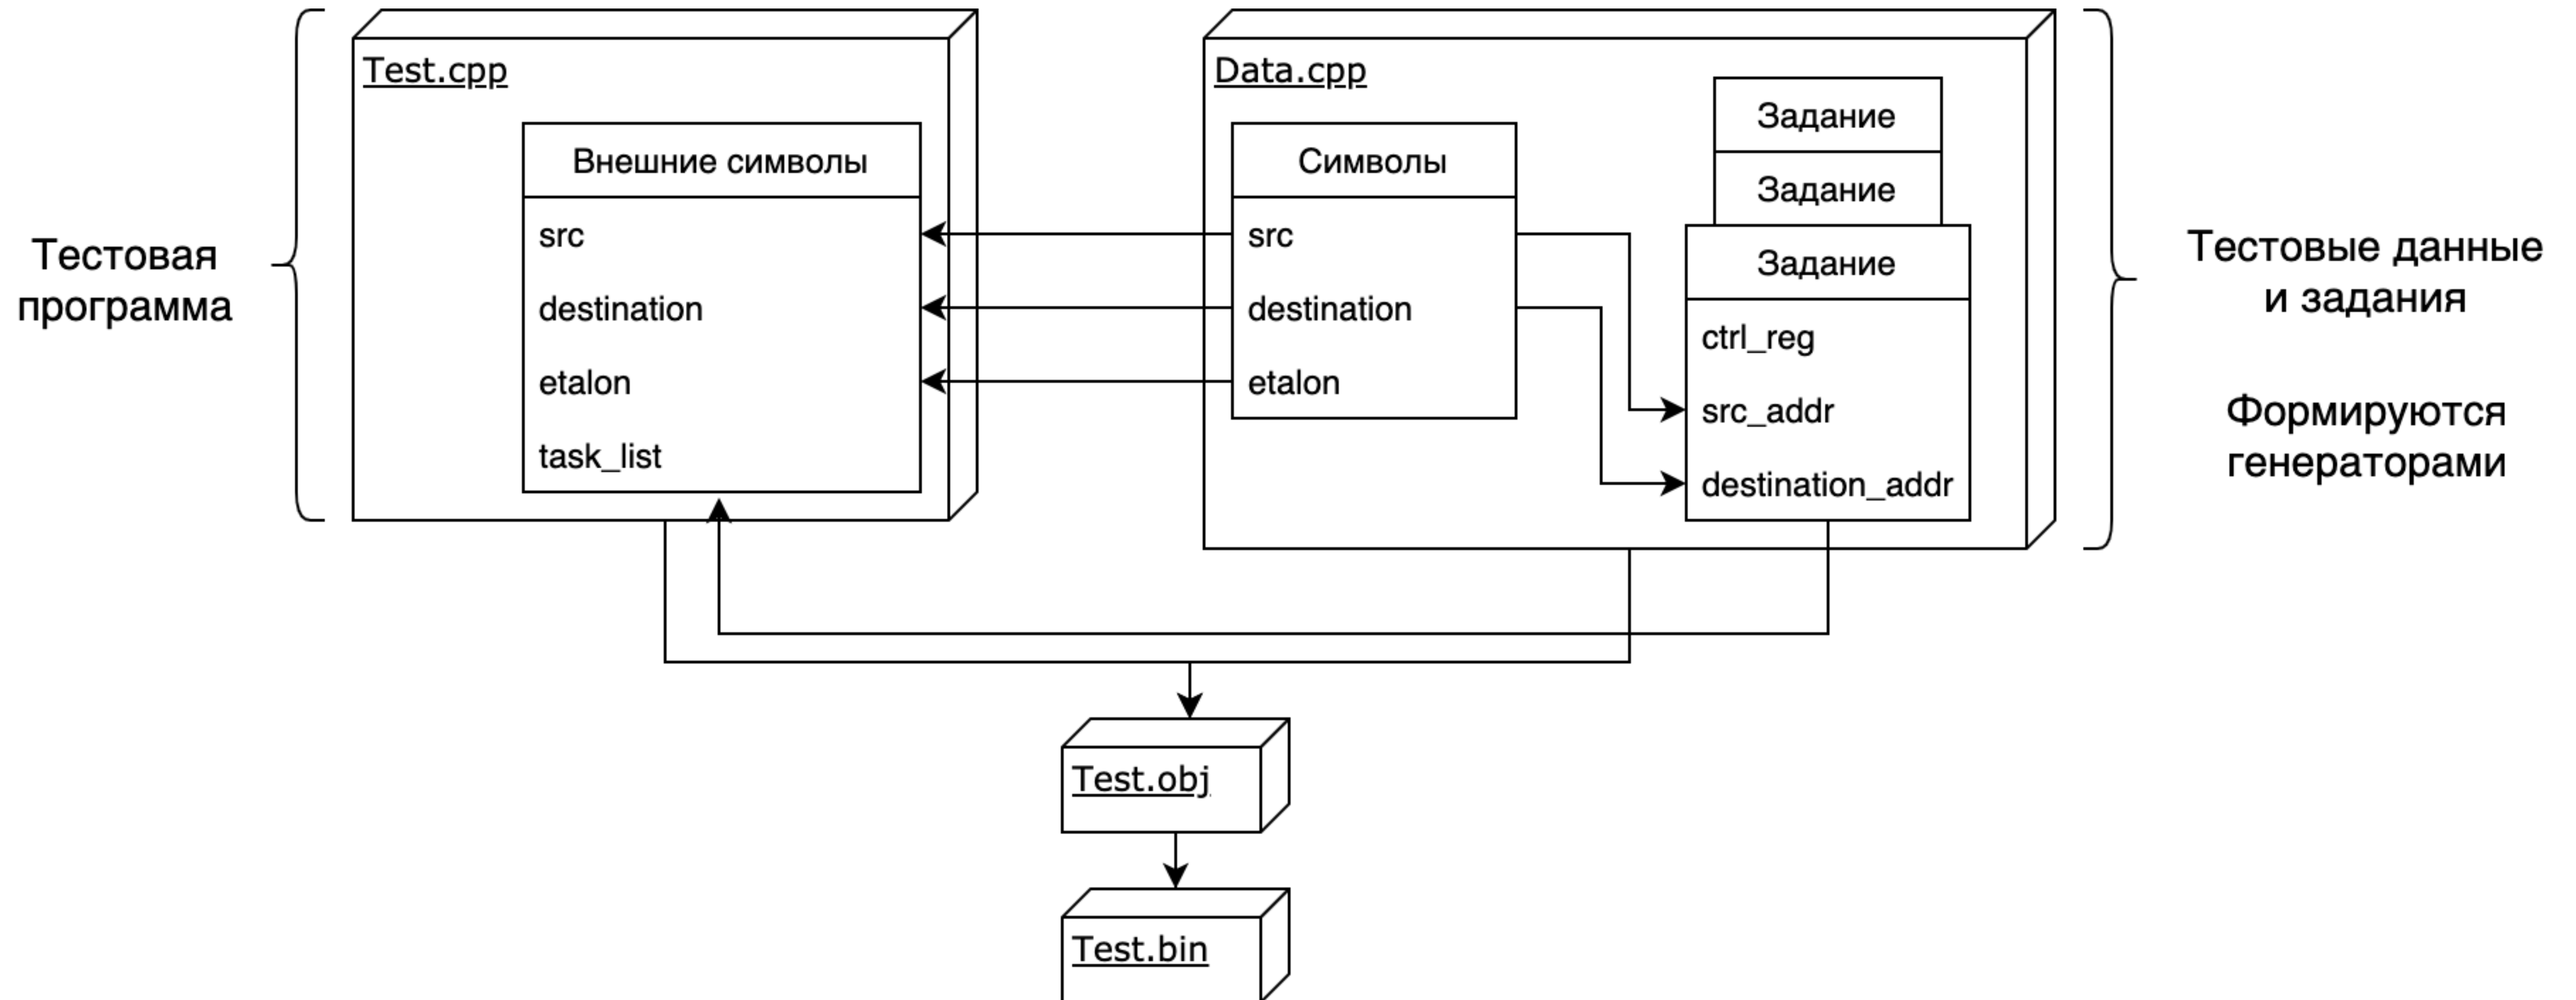 Тестовая
программа
Test.cpp
Внешние символы
src
destination
etalon
task_list
Data.cpp
Символы
src
destination
etalon
Задание
Задание
Задание
ctrl_reg
src_addr
destination_addr
Тестовые данные
и задания
Формируются
генераторами
Test.obj
Test.bin